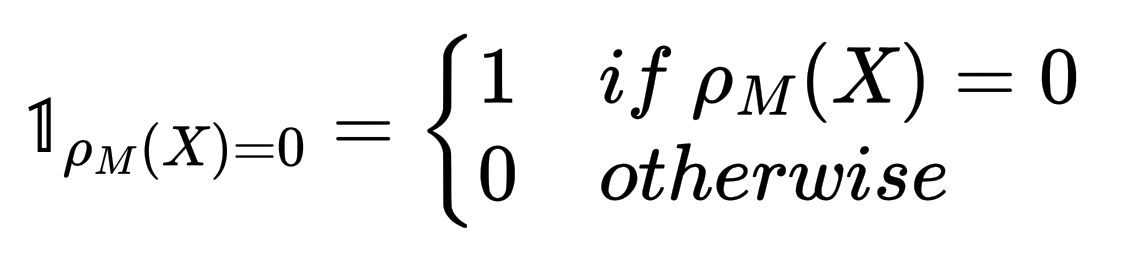 𝟙_{ρ_M(X)=0} = { 1 if ρ_M(X) = 0
0 otherwise